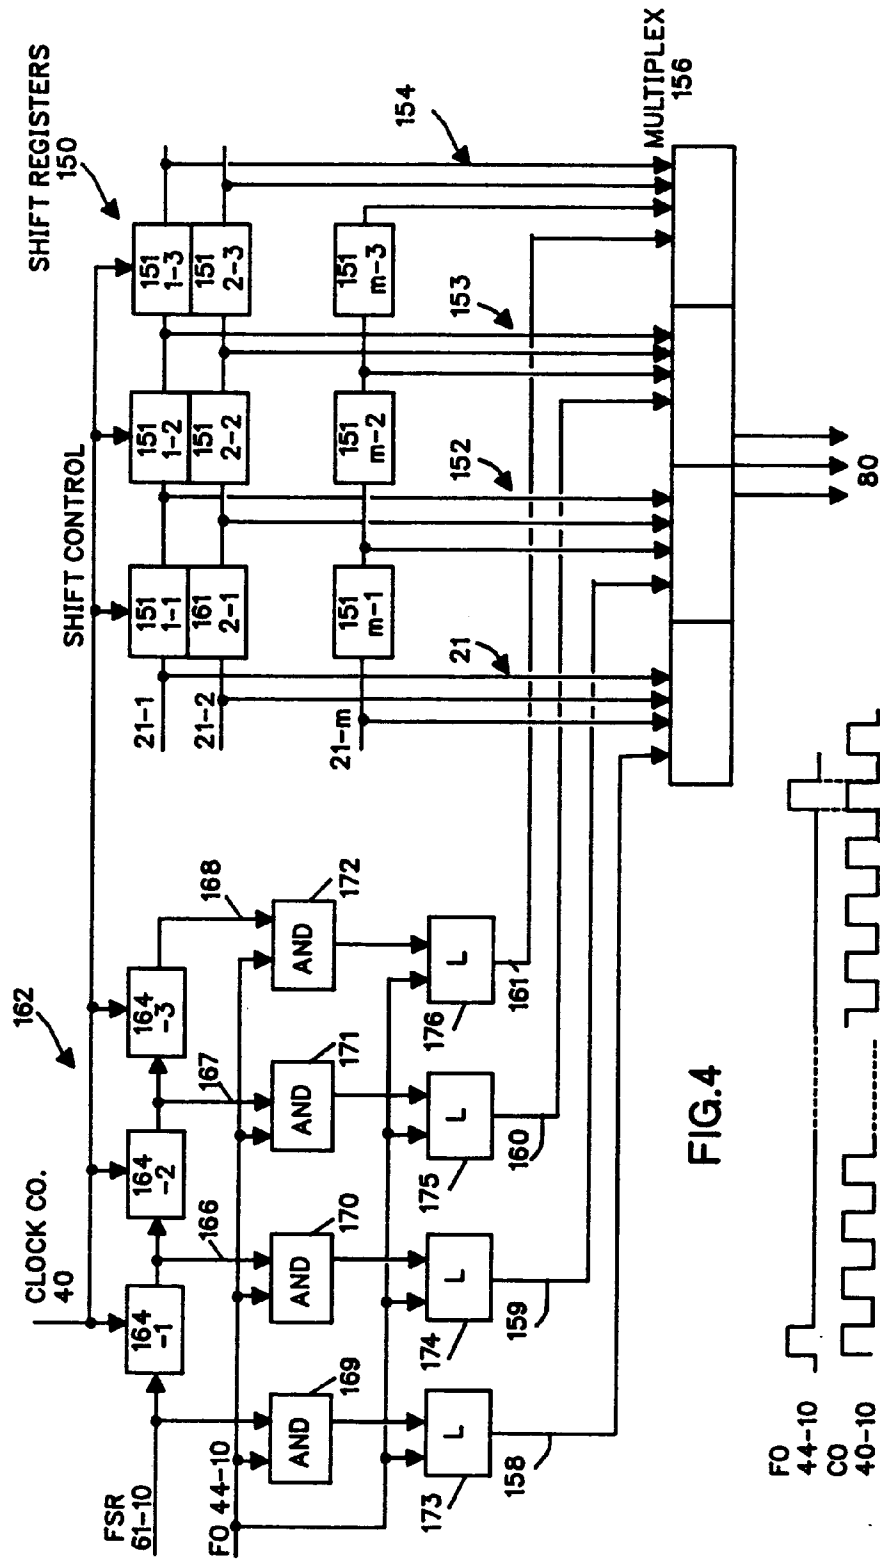 CLOCK CO.
40
162
SHIFT CONTROL
SHIFT REGISTERS
150
FSR
61-10
164
-1
164
-2
164
-3
166
167
168
FO 44-10
AND
169
AND
170
AND
171
AND
172
L
173
L
174
L
175
L
176
158
159
160
161
21-1
21-2
21-m
151
1-1
161
2-1
151
m-1
151
1-2
151
2-2
151
m-2
151
1-3
151
2-3
151
m-3
21
152
153
154
MULTIPLEX
156
80
FIG.4
FO
44-10
CO
40-10